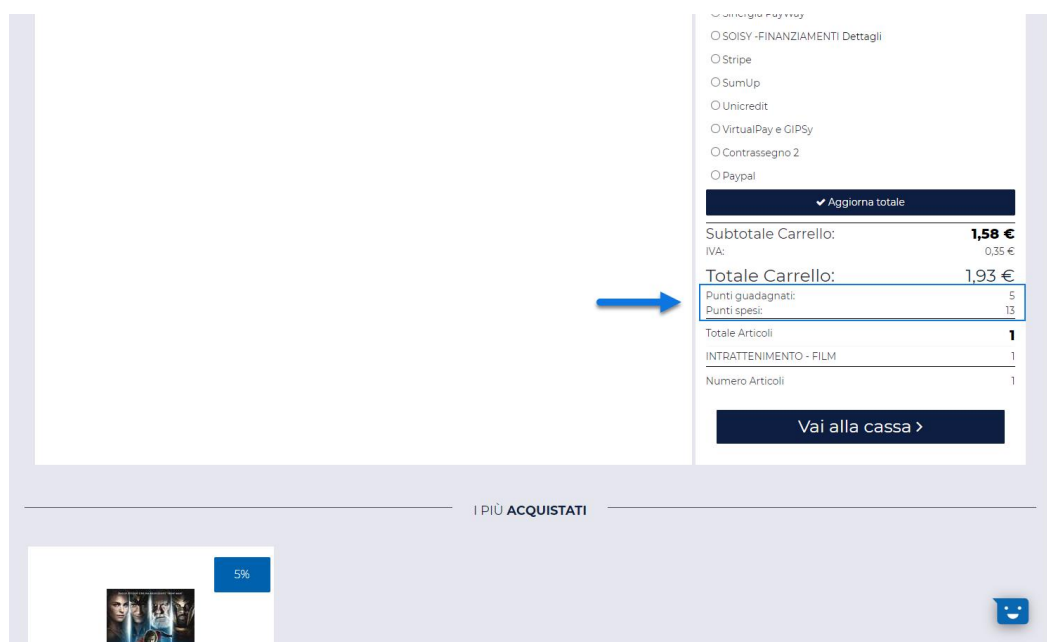 Sinergia PayWay
SOISY -FINANZIAMENTI Dettagli
Stripe
SumUp
Unicredit
VirtualPay e GIPSy
Contrassegno 2
Paypal
Aggiorna totale
Subtotale Carrello: 1,58 €
IVA: 0,35 €
Totale Carrello: 1,93 €
Punti guadagnati: 5
Punti spesi: 13
Totale Articoli 1
INTRATTENIMENTO - FILM 1
Numero Articoli 1
Vai alla cassa
I PIÙ ACQUISTATI
5%